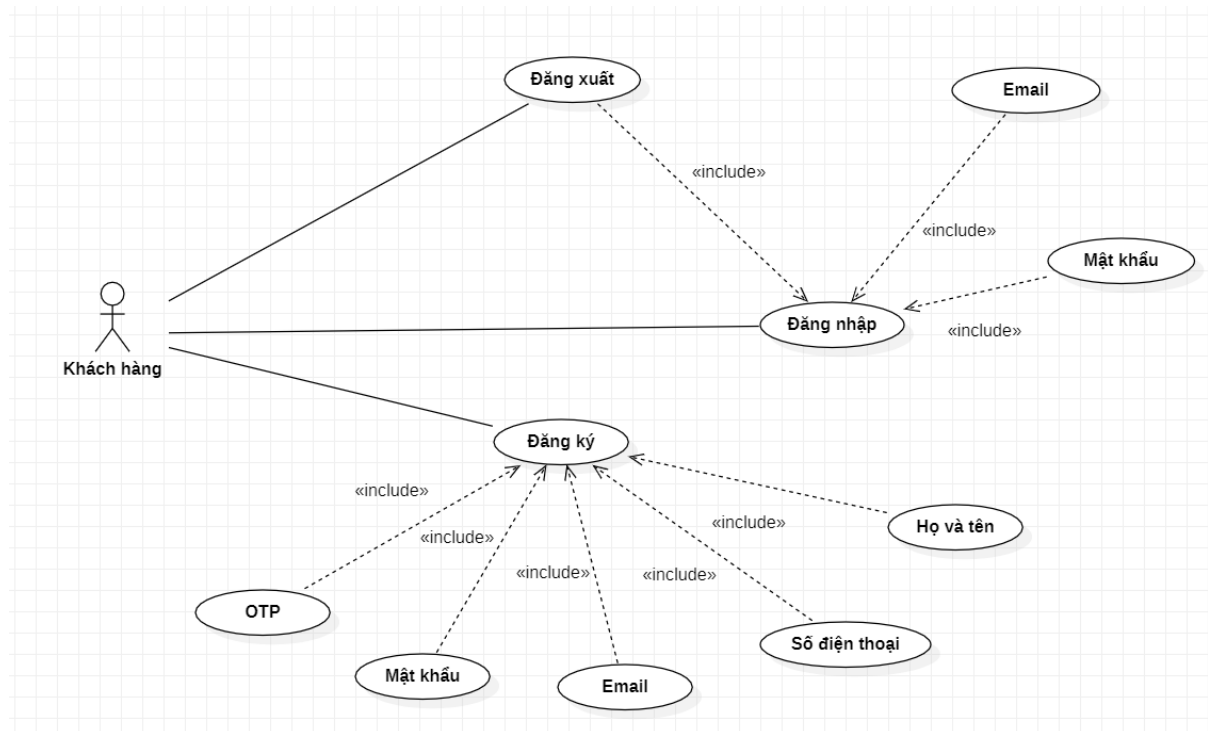 Đăng xuất
Email
«include»
«include»
Mật khẩu
Đăng nhập
«include»
Khách hàng
Đăng ký
«include»
«include»
Họ và tên
«include»
«include»
«include»
OTP
Số điện thoại
Mật khẩu
Email